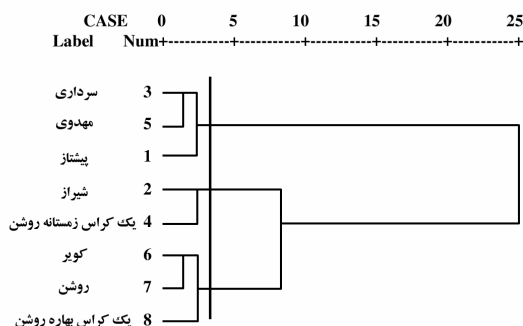 CASE 0 5 10 15 20 25
Label Num+---------+---------+---------+---------+---------+
سرداری 3
مهدوی 5
پیشتاز 1
شیراز 2
یک کراس زمستانه روشن 4
کویر 6
روشن 7
یک کراس بهاره روشن 8